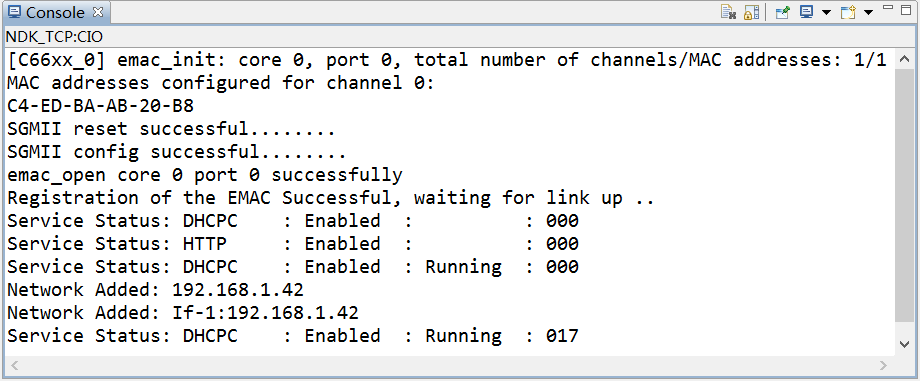 Console
NDK_TCP:CIO
[C66xx_0] emac_init: core 0, port 0, total number of channels/MAC addresses: 1/1
MAC addresses configured for channel 0:
C4-ED-BA-AB-20-B8
SGMII reset successful........
SGMII config successful........
emac_open core 0 port 0 successfully
Registration of the EMAC Successful, waiting for link up ..
Service Status: DHCPC    : Enabled  :          : 000
Service Status: HTTP     : Enabled  :          : 000
Service Status: DHCPC    : Enabled  : Running  : 000
Network Added: 192.168.1.42
Network Added: If-1:192.168.1.42
Service Status: DHCPC    : Enabled  : Running  : 017